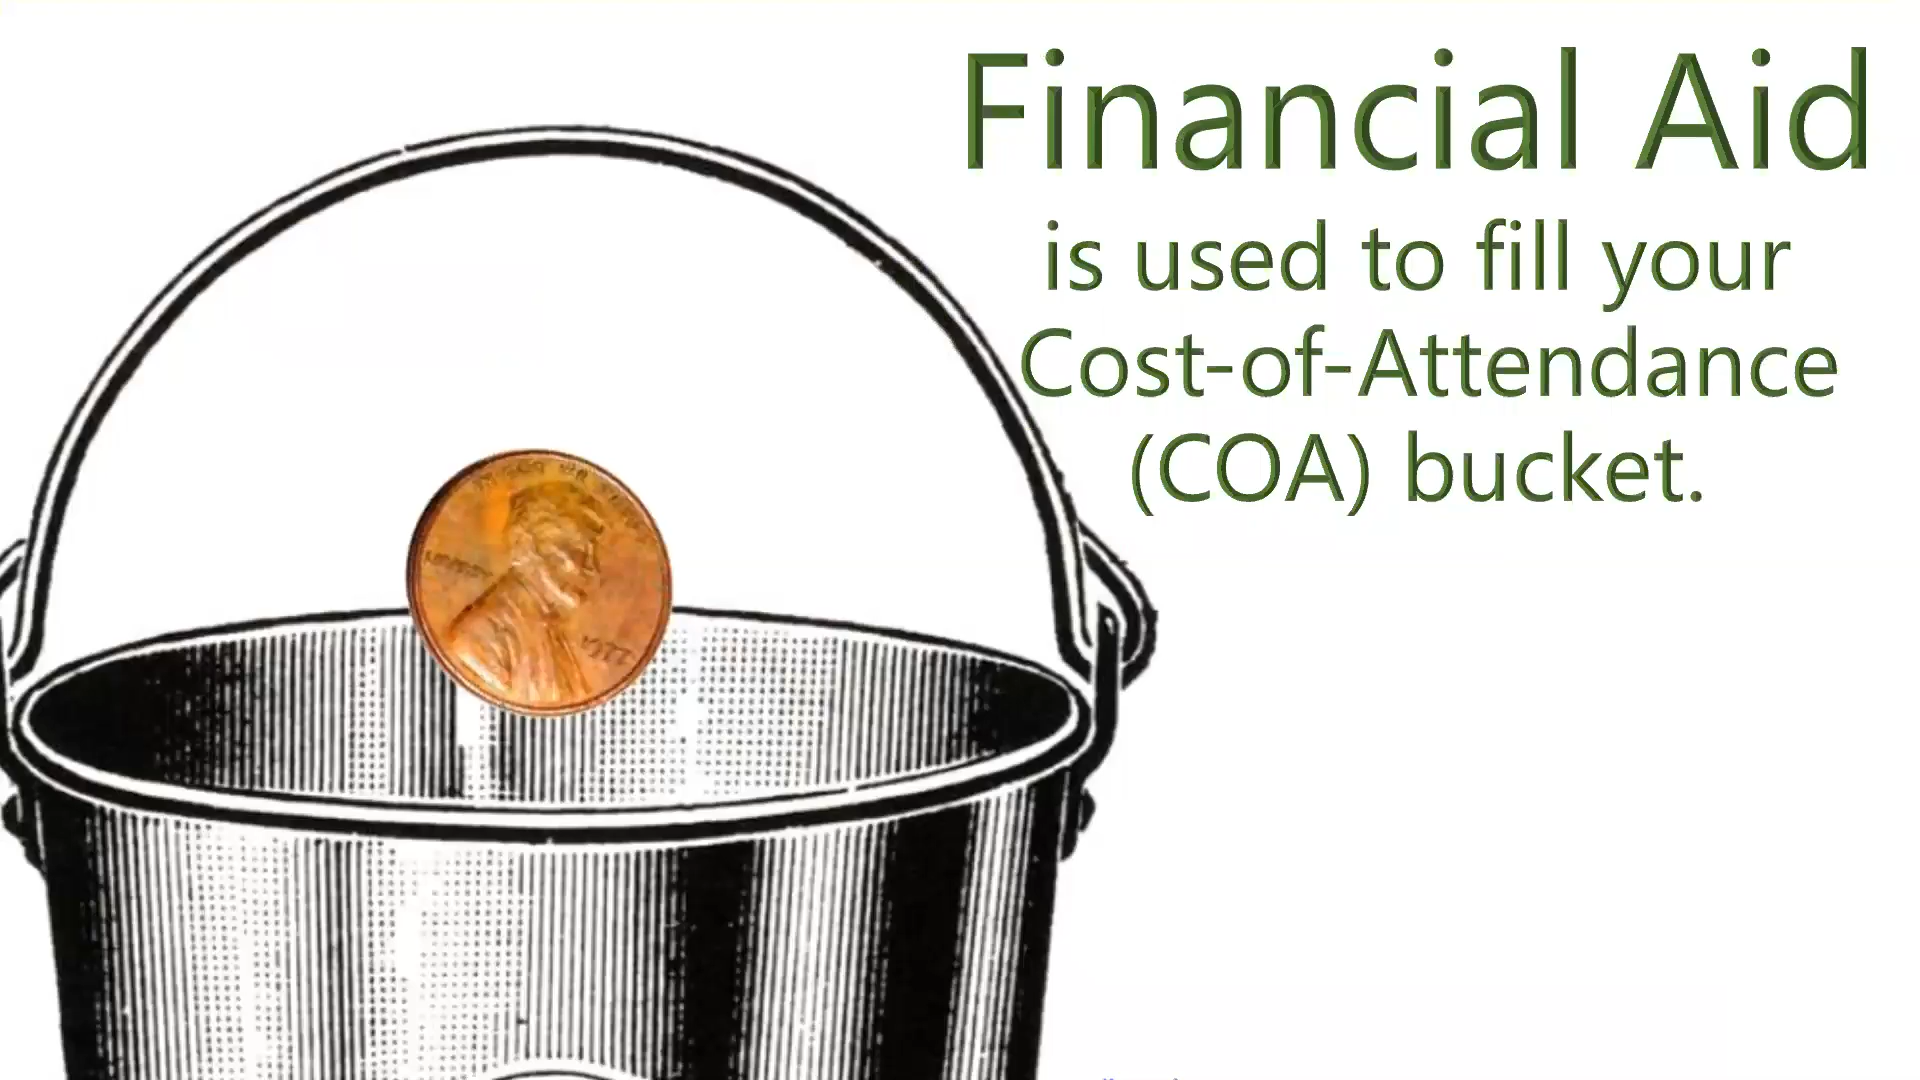 Financial Aid
is used to fill your
Cost-of-Attendance
(COA) bucket.